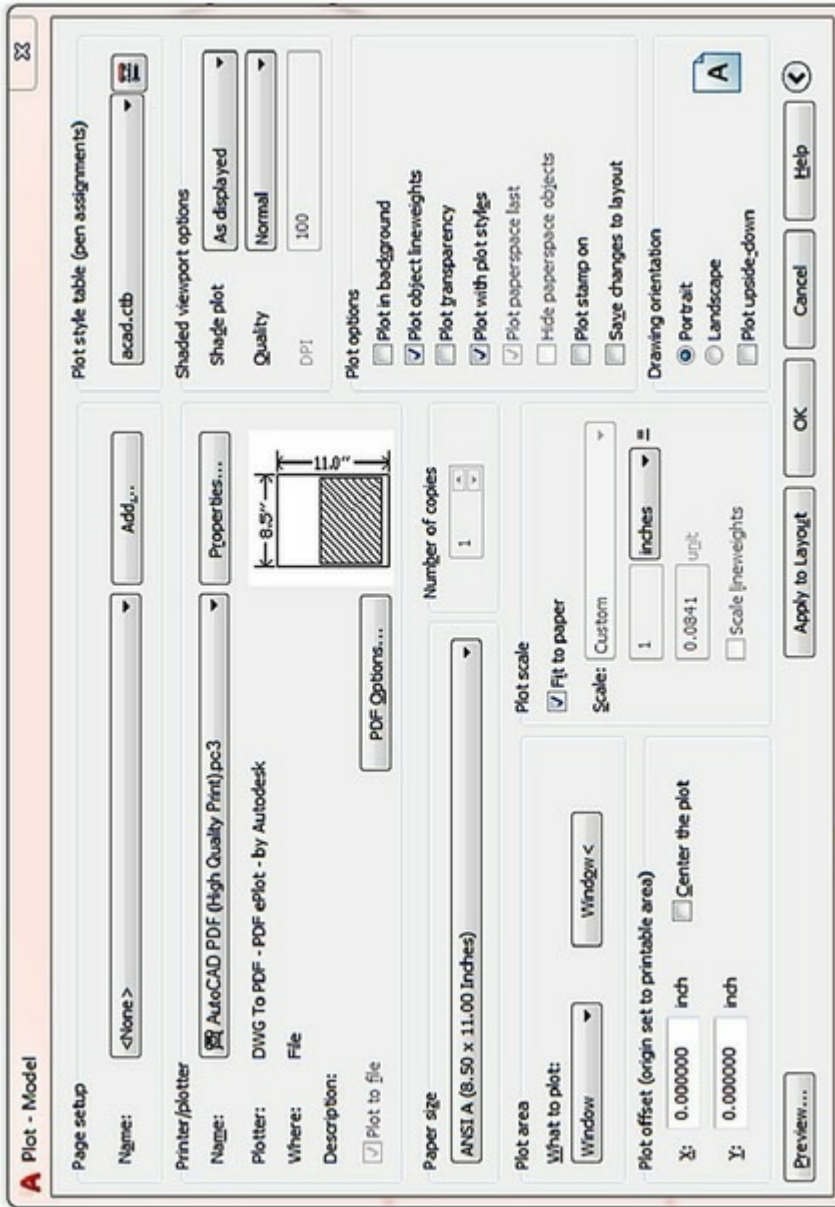 A Plot - Model
Page setup
Name: <None> Add...
Printer/plotter
Name: AutoCAD PDF (High Quality Print).pc3 Properties...
Plotter: DWG To PDF - PDF ePlot - by Autodesk
Where: File
Description:
Plot to file
PDF Options...
8.5"
11.0"
Paper size
ANSI A (8.50 x 11.00 Inches)
Number of copies
1
Plot area
What to plot:
Window Window <
Plot offset (origin set to printable area)
X: 0.000000 inch Center the plot
Y: 0.000000 inch
Plot scale
Fit to paper
Scale: Custom
1 inches =
0.0841 unit
Scale lineweights
Plot style table (pen assignments)
acad.ctb
Shaded viewport options
Shade plot As displayed
Quality Normal
DPI 100
Plot options
Plot in background
Plot object lineweights
Plot transparency
Plot with plot styles
Plot paperspace last
Hide paperspace objects
Plot stamp on
Save changes to layout
Drawing orientation
Portrait
Landscape
Plot upside-down
A
Preview... Apply to Layout OK Cancel Help